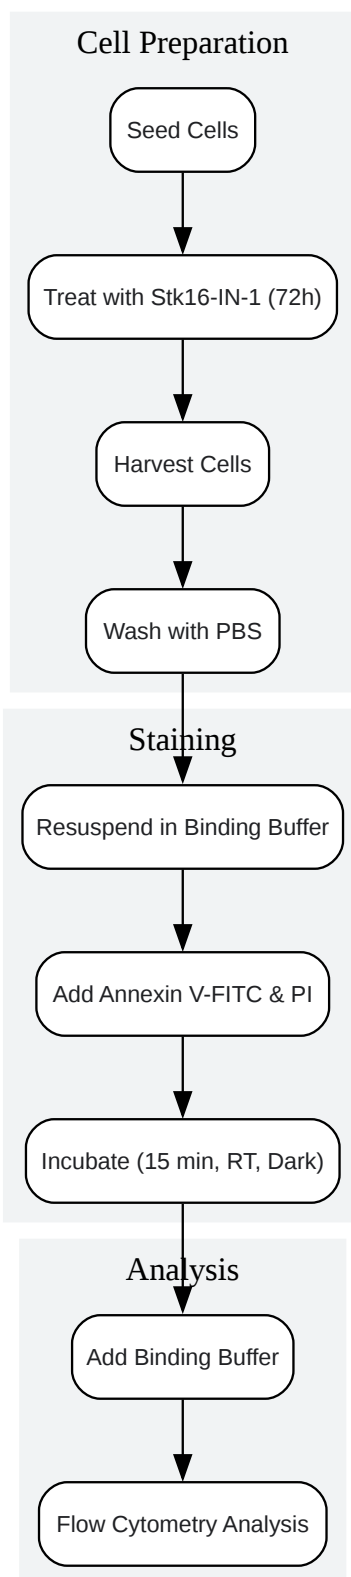 Cell Preparation
Seed Cells
Treat with Stk16-IN-1 (72h)
Harvest Cells
Wash with PBS
Staining
Resuspend in Binding Buffer
Add Annexin V-FITC & PI
Incubate (15 min, RT, Dark)
Analysis
Add Binding Buffer
Flow Cytometry Analysis